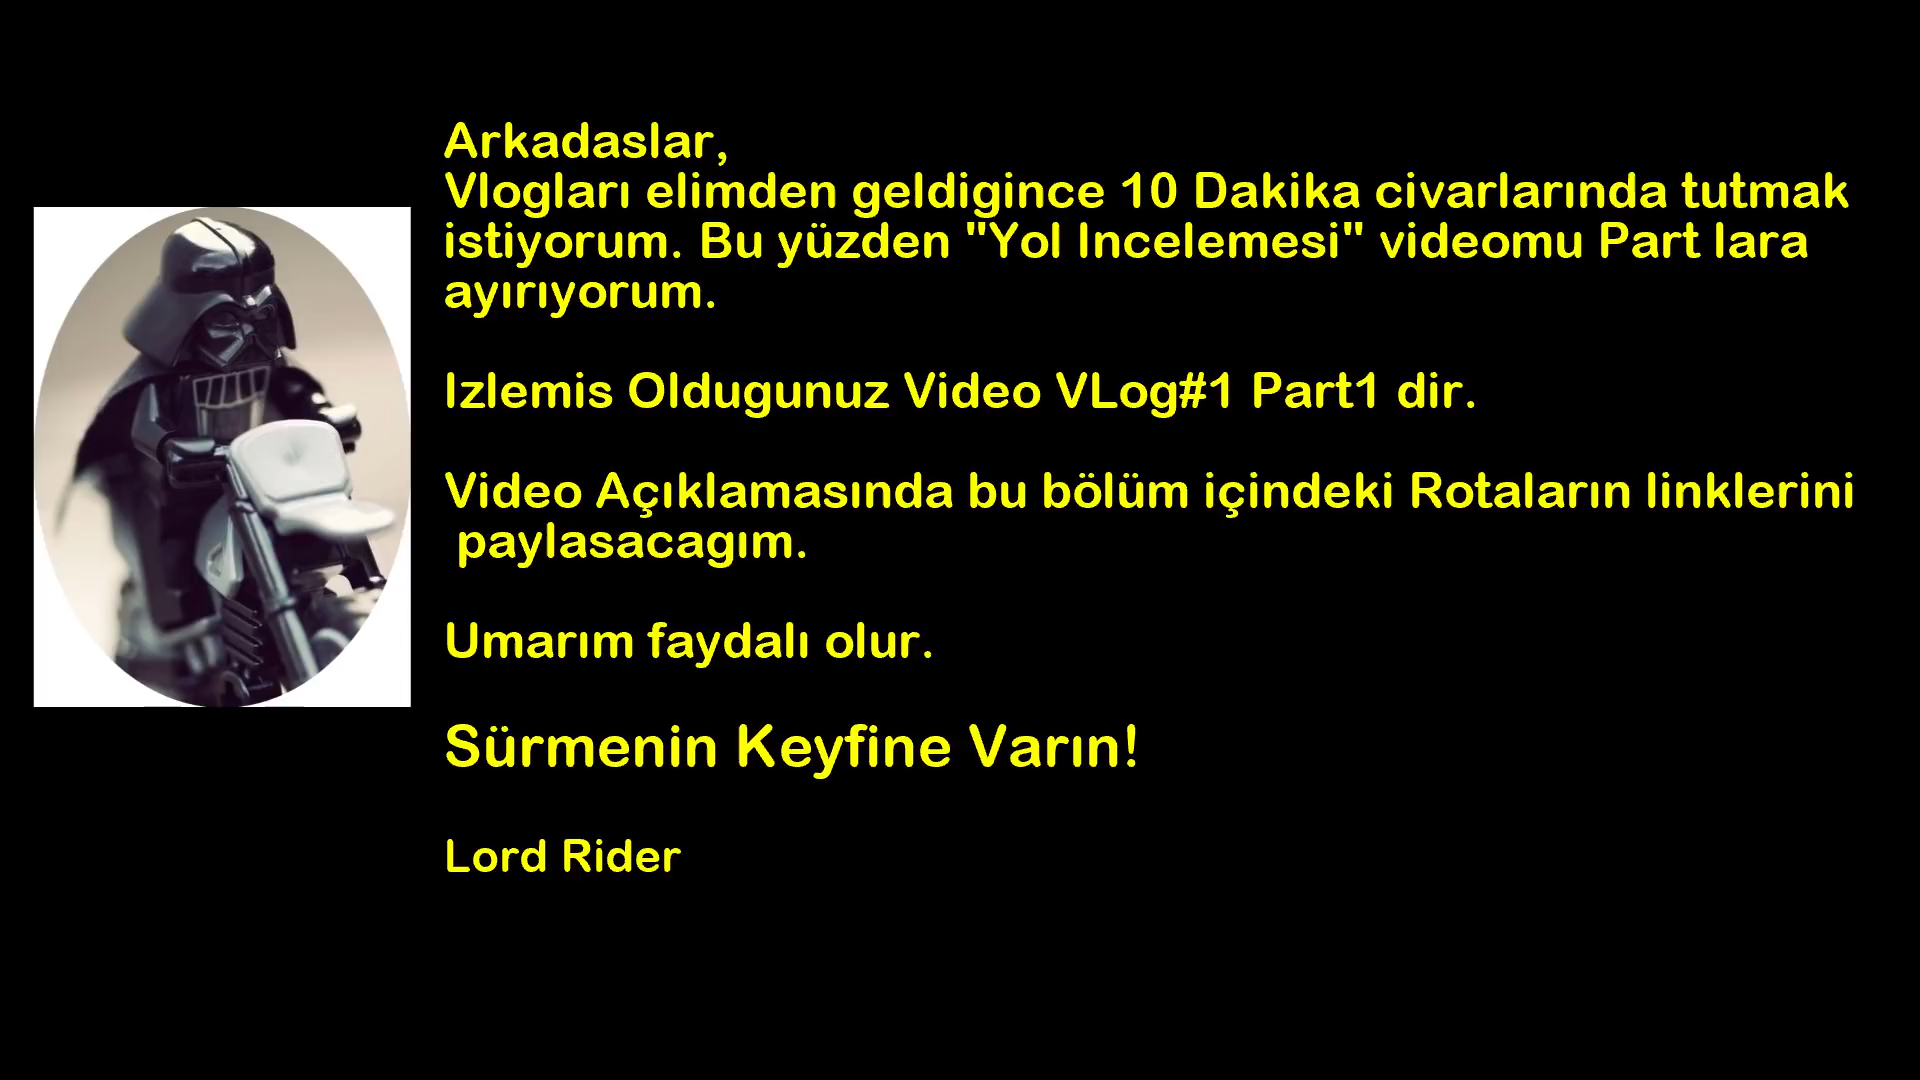 Arkadaslar,
Vlogları elimden geldigince 10 Dakika civarlarında tutmak
istiyorum. Bu yüzden "Yol Incelemesi" videomu Part lara
ayırıyorum.
Izlemis Oldugunuz Video VLog#1 Part1 dir.
Video Açıklamasında bu bölüm içindeki Rotaların linklerini
paylasacagım.
Umarım faydalı olur.
Sürmenin Keyfine Varın!
Lord Rider